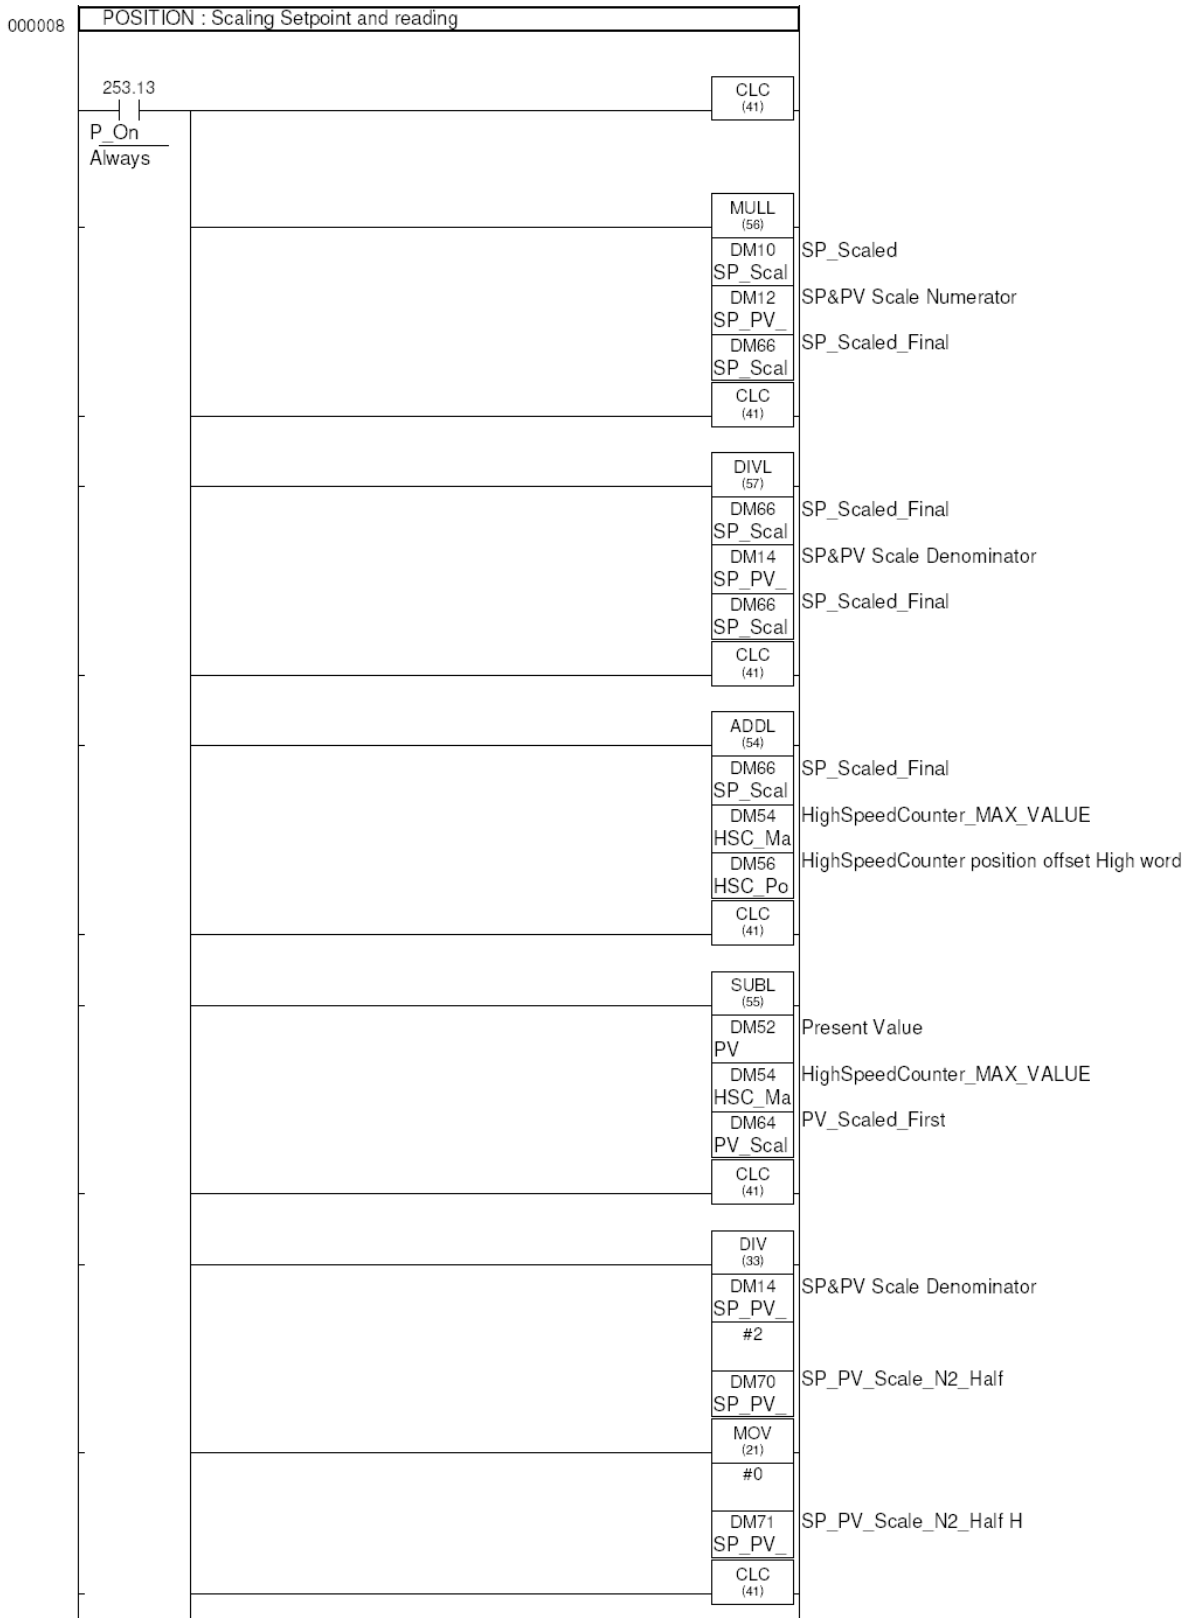 000008
POSITION : Scaling Setpoint and reading
253.13
P_On
Always
CLC
(41)
MULL
(56)
DM10
SP_Scal
SP_Scaled
DM12
SP_PV_
SP&PV Scale Numerator
DM66
SP_Scal
SP_Scaled_Final
CLC
(41)
DIVL
(57)
DM66
SP_Scal
SP_Scaled_Final
DM14
SP_PV_
SP&PV Scale Denominator
DM66
SP_Scal
SP_Scaled_Final
CLC
(41)
ADDL
(54)
DM66
SP_Scal
SP_Scaled_Final
DM54
HSC_Ma
HighSpeedCounter_MAX_VALUE
DM56
HSC_Po
HighSpeedCounter position offset High word
CLC
(41)
SUBL
(55)
DM52
PV
Present Value
DM54
HSC_Ma
HighSpeedCounter_MAX_VALUE
DM64
PV_Scal
PV_Scaled_First
CLC
(41)
DIV
(33)
DM14
SP_PV_
SP&PV Scale Denominator
#2
DM70
SP_PV_
SP_PV_Scale_N2_Half
MOV
(21)
#0
DM71
SP_PV_
SP_PV_Scale_N2_Half H
CLC
(41)